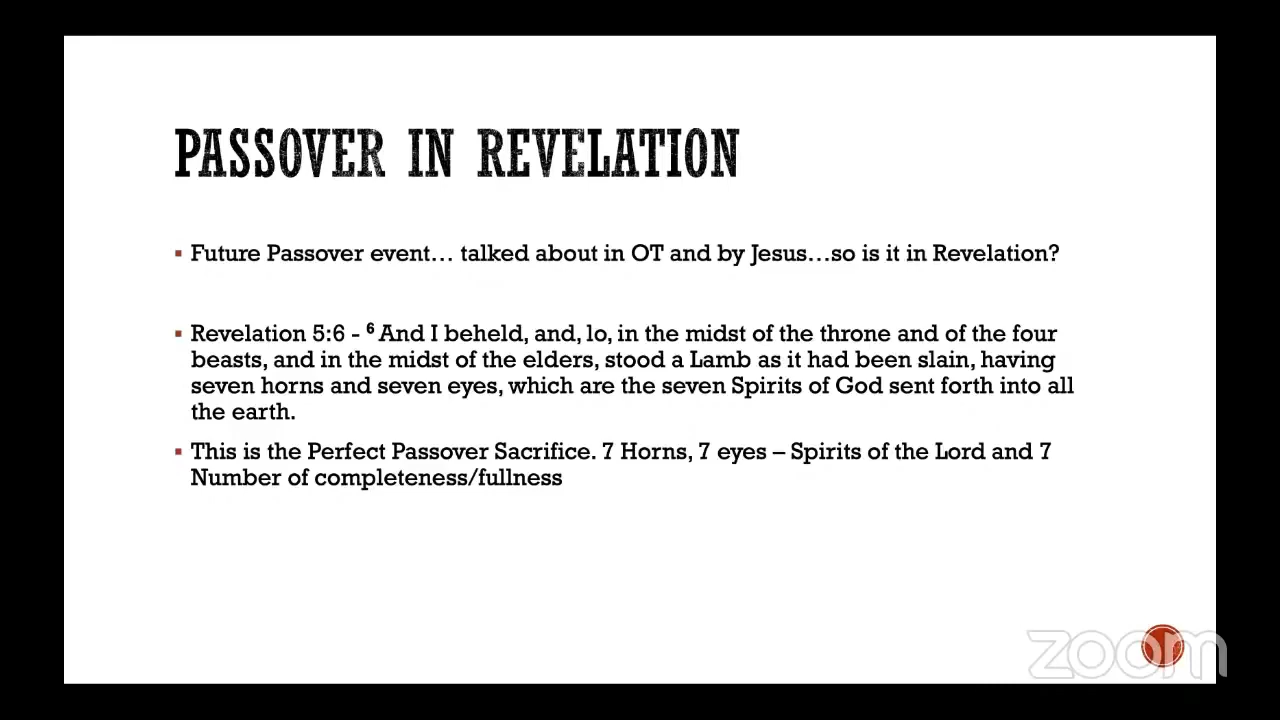 PASSOVER IN REVELATION
▪ Future Passover event... talked about in OT and by Jesus...so is it in Revelation?
▪ Revelation 5:6 - ⁶ And I beheld, and, lo, in the midst of the throne and of the four
beasts, and in the midst of the elders, stood a Lamb as it had been slain, having
seven horns and seven eyes, which are the seven Spirits of God sent forth into all
the earth.
▪ This is the Perfect Passover Sacrifice. 7 Horns, 7 eyes – Spirits of the Lord and 7
Number of completeness/fullness
zoom